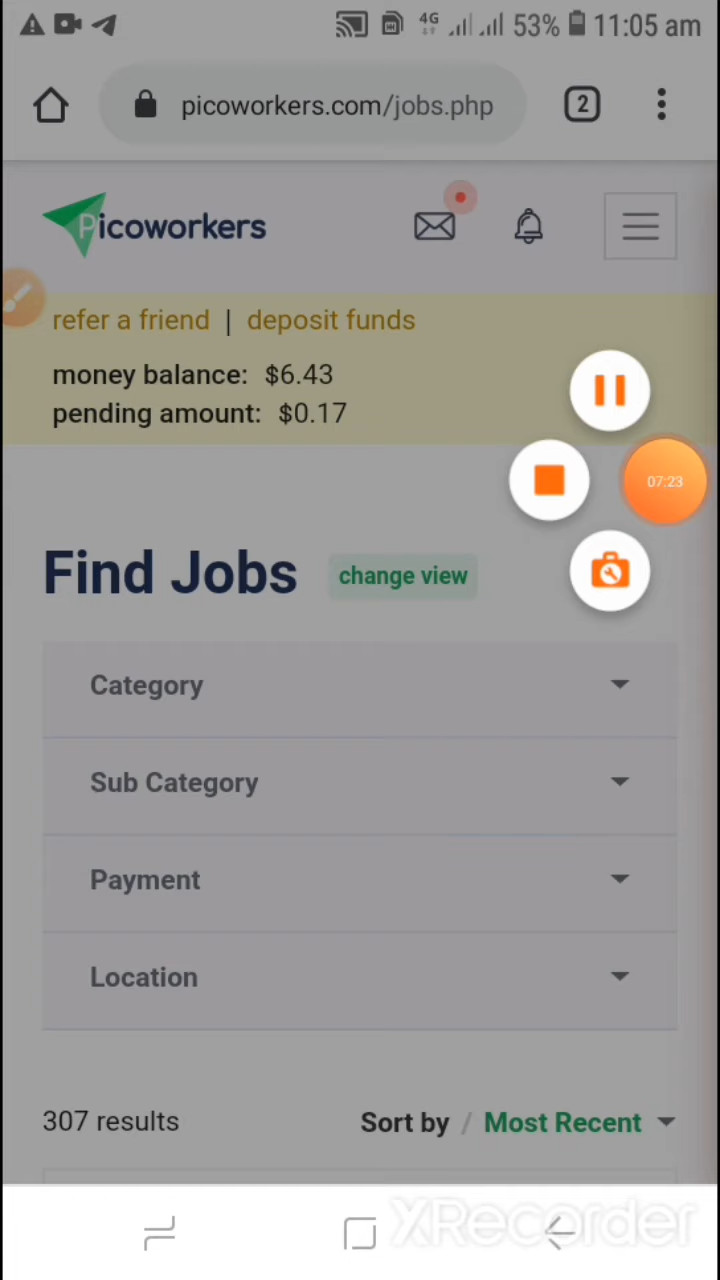 4G 53% 11:05 am
picoworkers.com/jobs.php 2
Picoworkers
refer a friend | deposit funds
money balance: $6.43
pending amount: $0.17
07:23
Find Jobs change view
Category
Sub Category
Payment
Location
307 results Sort by / Most Recent
XRecorder